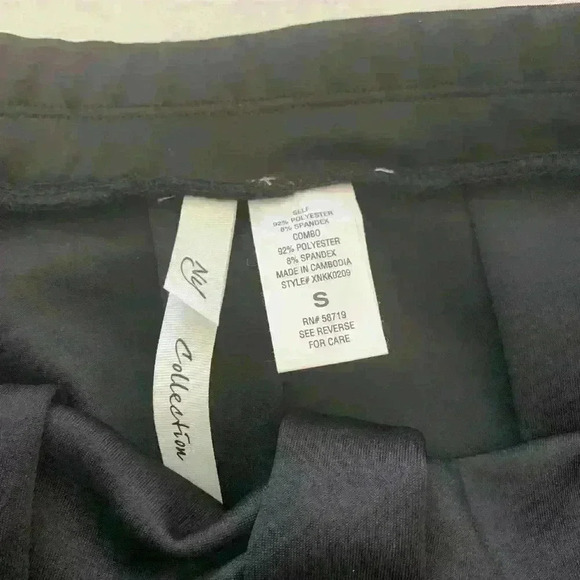 NY
Collection
SELF
92% POLYESTER
8% SPANDEX
COMBO
92% POLYESTER
8% SPANDEX
MADE IN CAMBODIA
STYLE# XNKK0209
S
RN# 58719
SEE REVERSE
FOR CARE